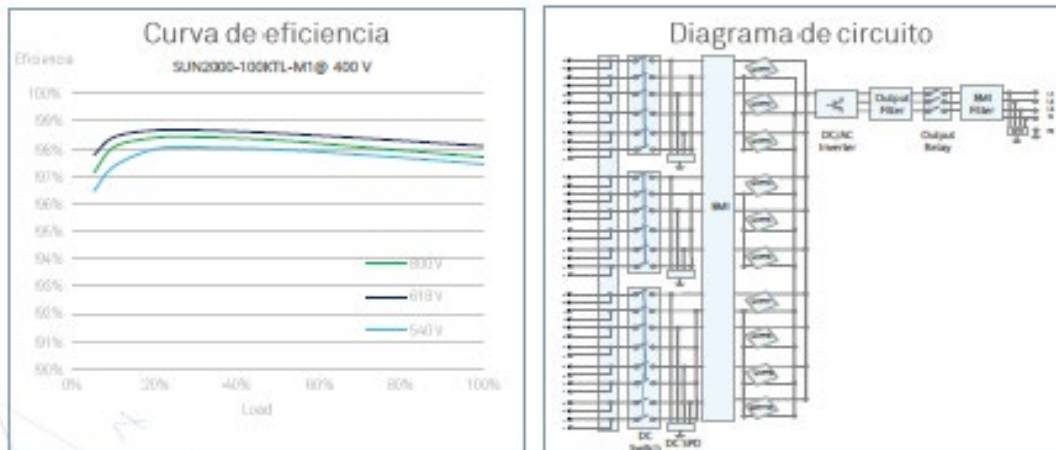 Curva de eficiencia
Eficiencia
SUN2000-100KTL-M1@ 400 V
100%
99%
98%
97%
96%
95%
94%
93%
92%
91%
90%
800 V
618 V
540 V
0%
20%
40%
60%
80%
100%
Load
Diagrama de circuito
EMI
DC/AC
Inverter
Output
Filter
Output
Relay
EMI
Filter
DC
Switch
DC SPD